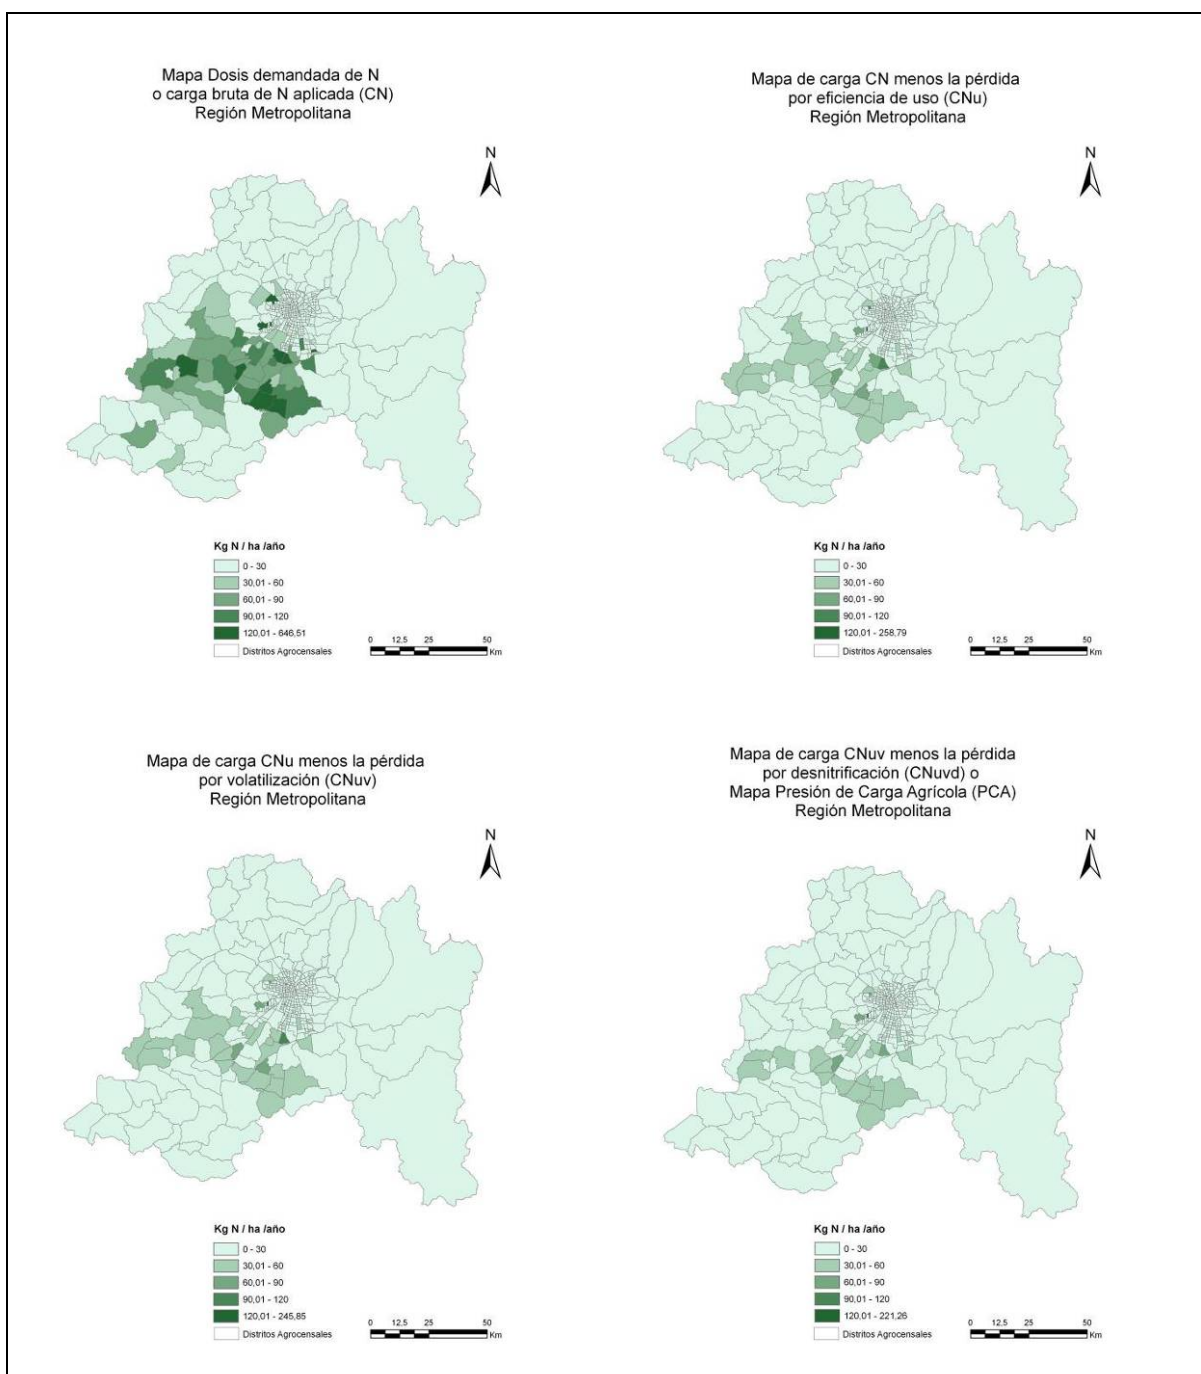 Mapa Dosis demandada de N
o carga bruta de N aplicada (CN)
Región Metropolitana
N
Kg N / ha /año
0 - 30
30,01 - 60
60,01 - 90
90,01 - 120
120,01 - 646,51
Distritos Agrocensales
0 12,5 25 50
Km
Mapa de carga CN menos la pérdida
por eficiencia de uso (CNu)
Región Metropolitana
N
Kg N / ha /año
0 - 30
30,01 - 60
60,01 - 90
90,01 - 120
120,01 - 258,79
Distritos Agrocensales
0 12,5 25 50
Km
Mapa de carga CNu menos la pérdida
por volatilización (CNuv)
Región Metropolitana
N
Kg N / ha /año
0 - 30
30,01 - 60
60,01 - 90
90,01 - 120
120,01 - 245,85
Distritos Agrocensales
0 12,5 25 50
Km
Mapa de carga CNuv menos la pérdida
por desnitrificación (CNuvd) o
Mapa Presión de Carga Agrícola (PCA)
Región Metropolitana
N
Kg N / ha /año
0 - 30
30,01 - 60
60,01 - 90
90,01 - 120
120,01 - 221,26
Distritos Agrocensales
0 12,5 25 50
Km